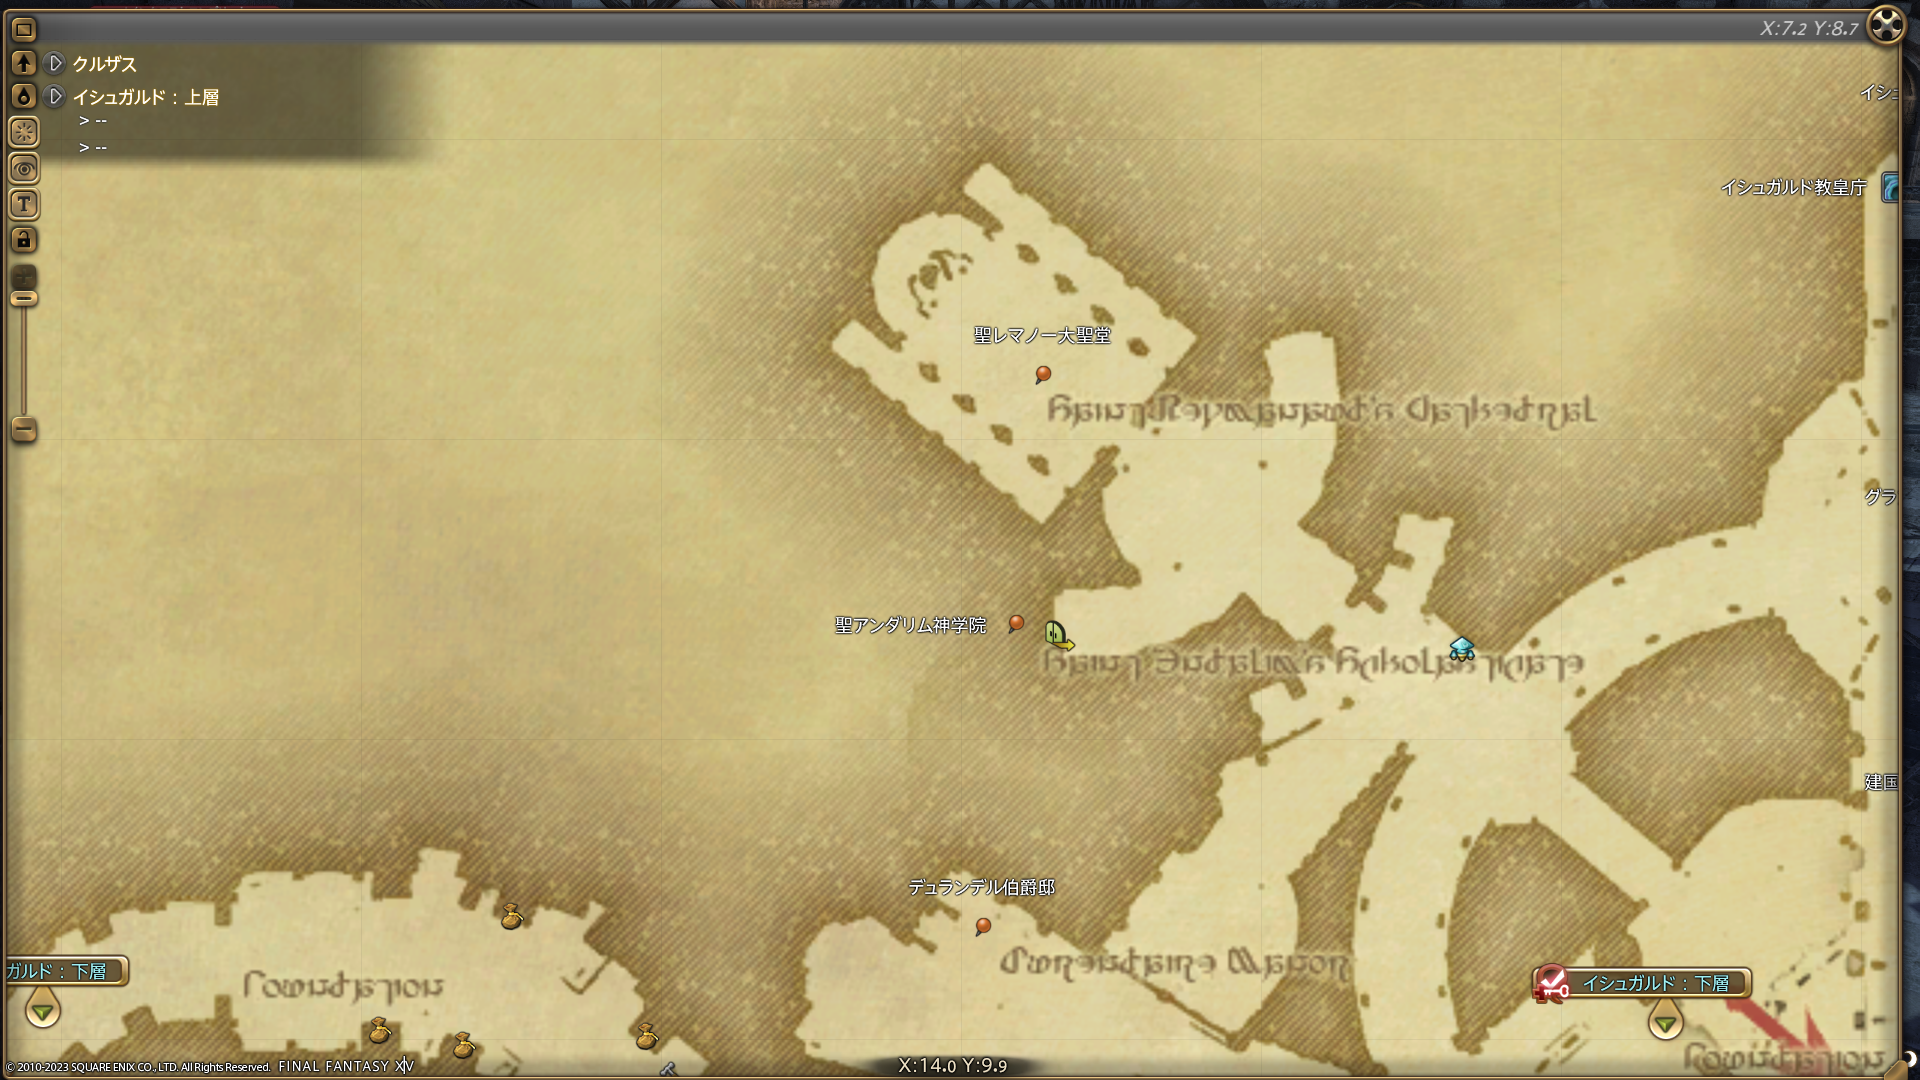 X:7.2 Y:8.7
クルザス
イシュガルド：上層
> --
> --
イシュ
イシュガルド教皇庁
聖レマノー大聖堂
グラ
聖アンダリム神学院
建国
デュランデル伯爵邸
ガルド：下層
イシュガルド：下層
X:14.0 Y:9.9
© 2010-2023 SQUARE ENIX CO., LTD. All Rights Reserved. FINAL FANTASY XIV